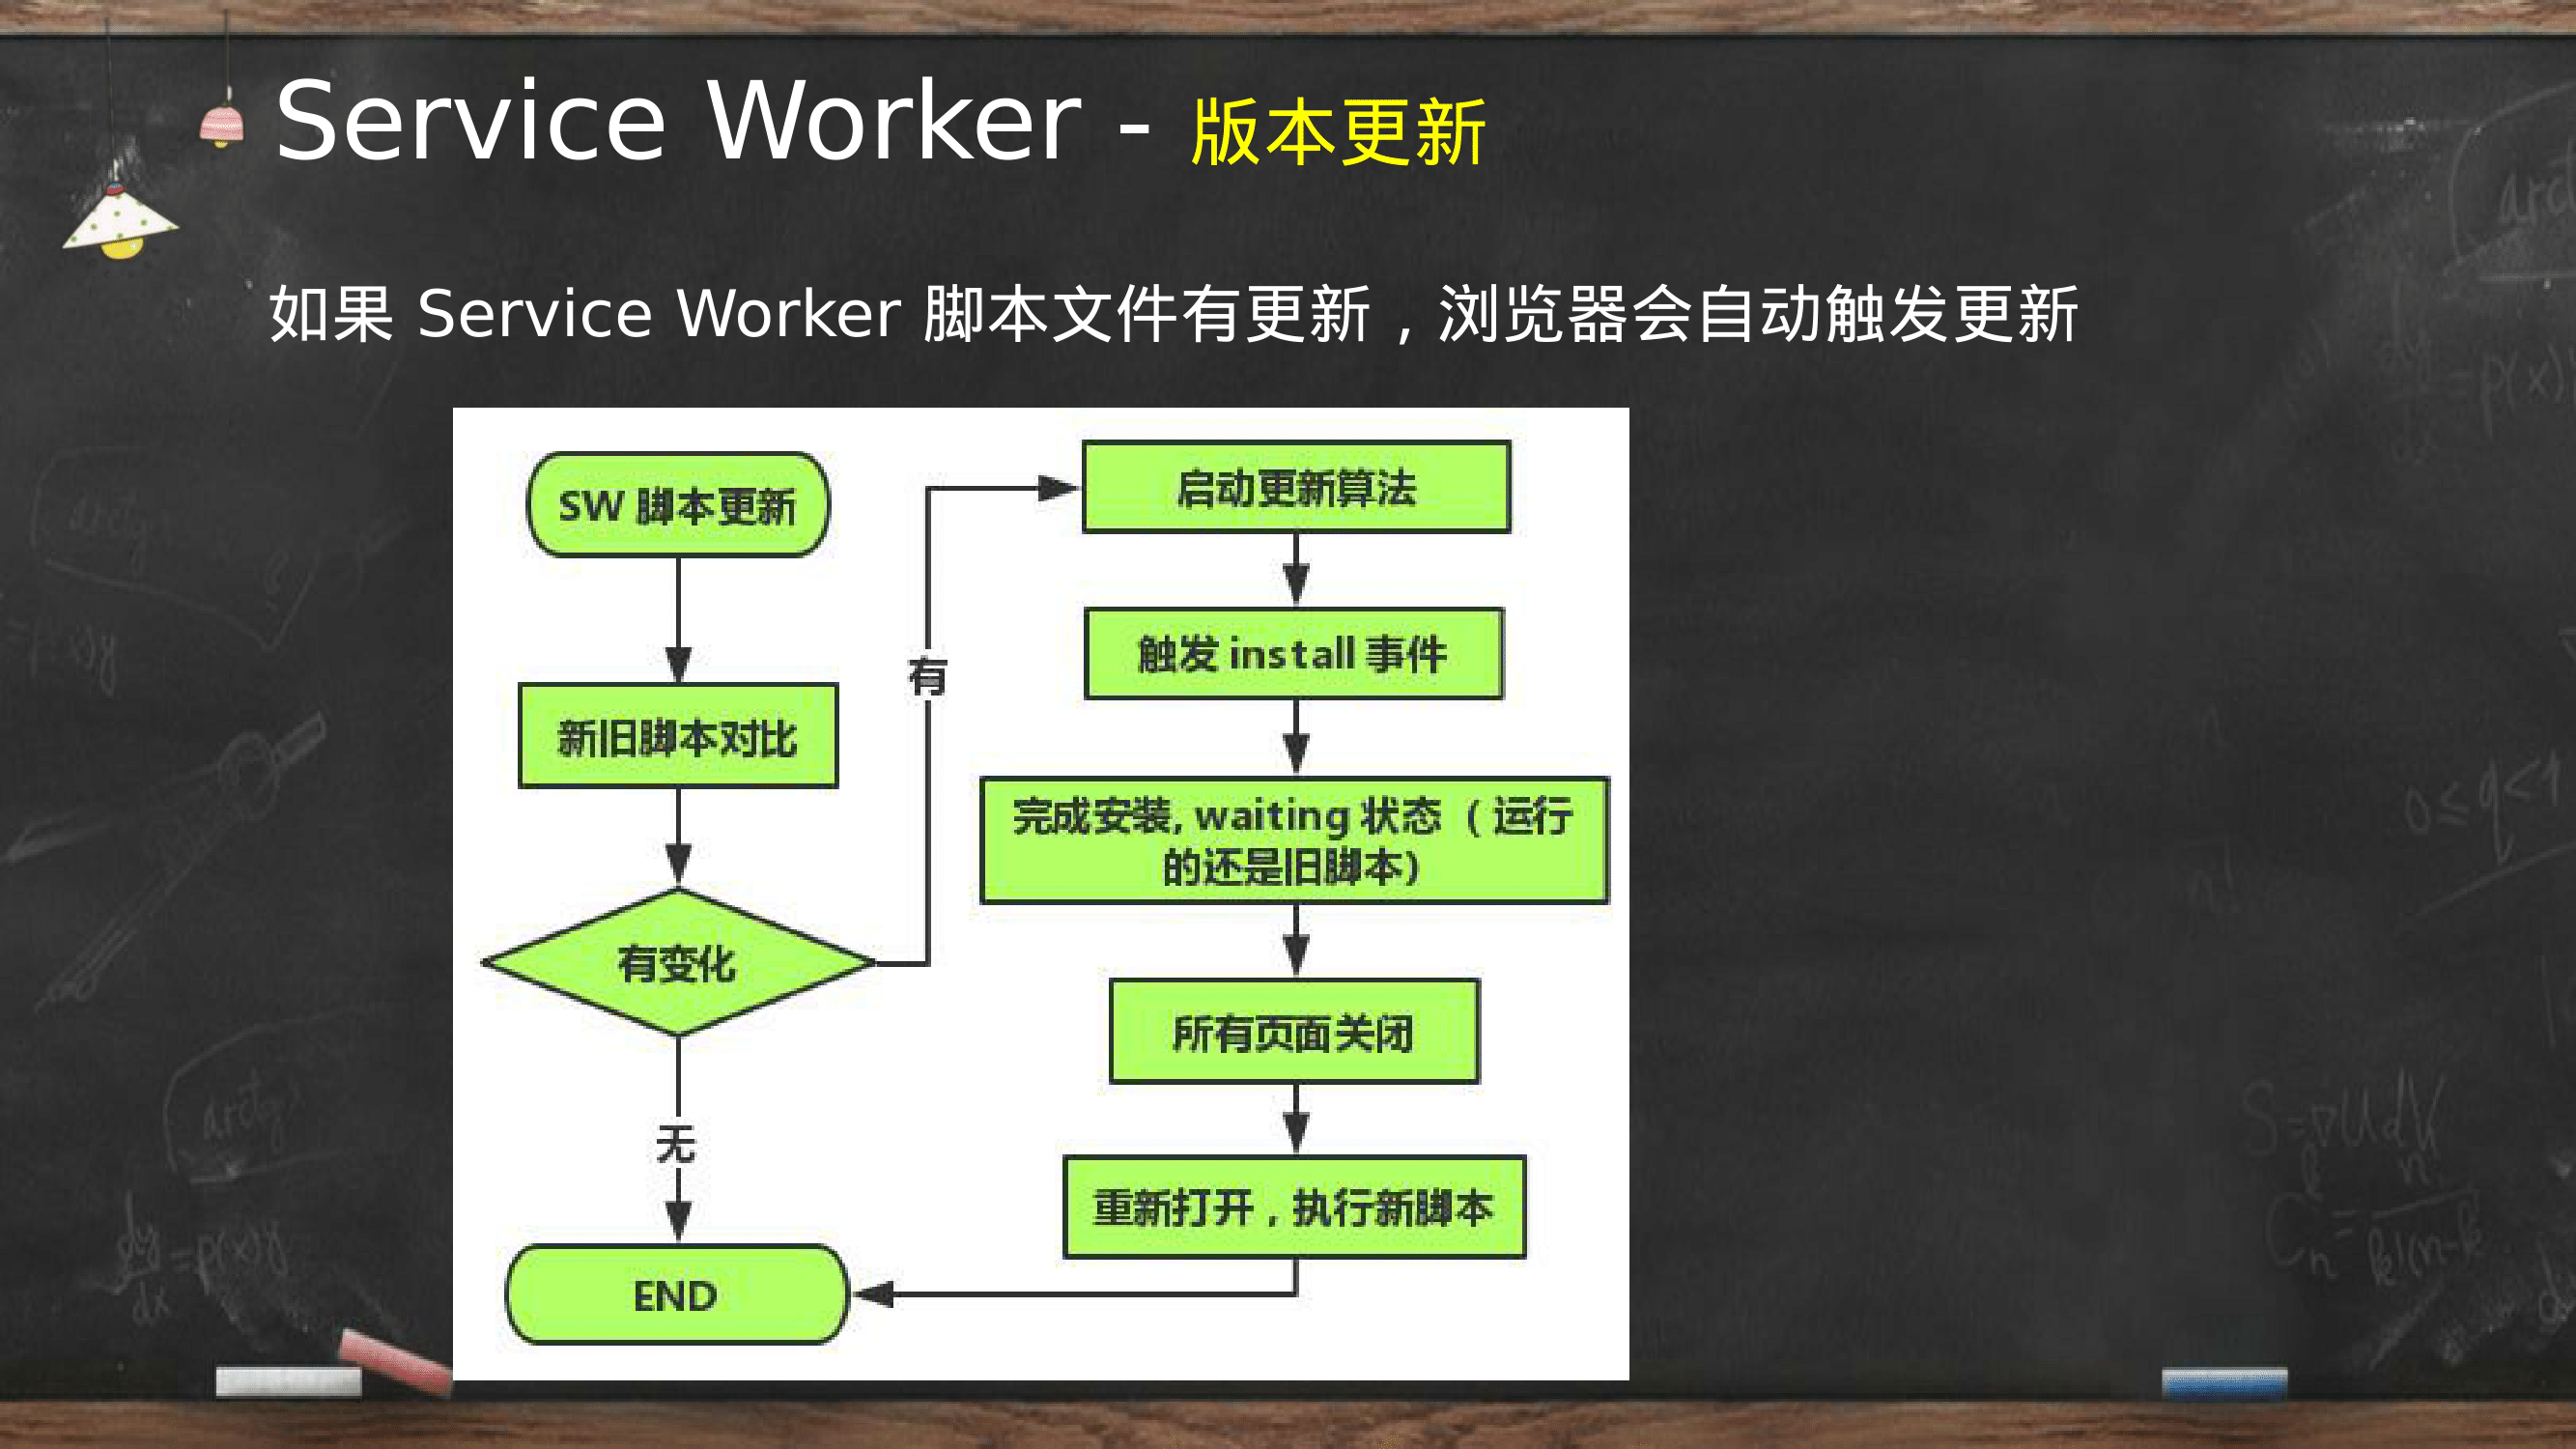 Service Worker - 版本更新
如果 Service Worker 脚本文件有更新，浏览器会自动触发更新
SW 脚本更新
新旧脚本对比
有变化
无
END
有
启动更新算法
触发 install 事件
完成安装, waiting 状态（ 运行
的还是旧脚本）
所有页面关闭
重新打开，执行新脚本